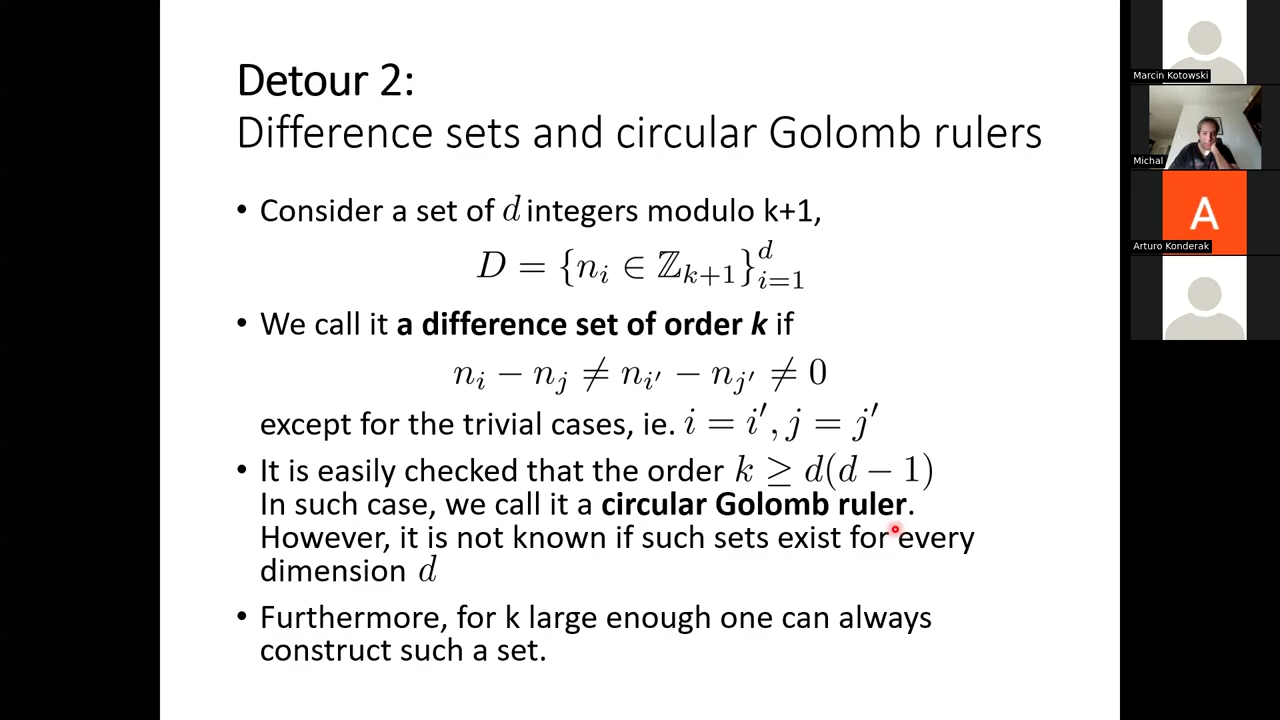 Detour 2:
Difference sets and circular Golomb rulers
• Consider a set of d integers modulo k+1,
D = {n_i ∈ ℤ_{k+1}}_{i=1}^d
• We call it a difference set of order k if
n_i − n_j ≠ n_{i'} − n_{j'} ≠ 0
except for the trivial cases, ie. i = i', j = j'
• It is easily checked that the order k ≥ d(d − 1)
In such case, we call it a circular Golomb ruler.
However, it is not known if such sets exist for every
dimension d
• Furthermore, for k large enough one can always
construct such a set.
Marcin Kotowski
Michal
A
Arturo Konderak